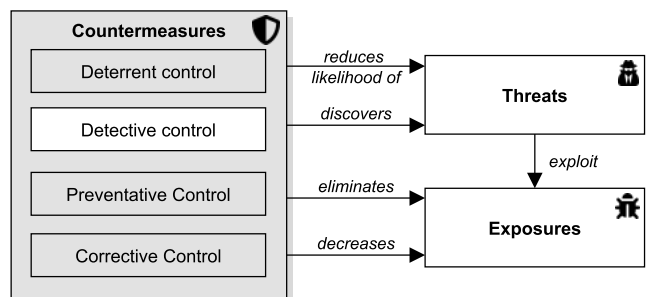 Countermeasures
Deterrent control
reduces
likelihood of
Threats
Detective control
discovers
exploit
Preventative Control
eliminates
Exposures
Corrective Control
decreases